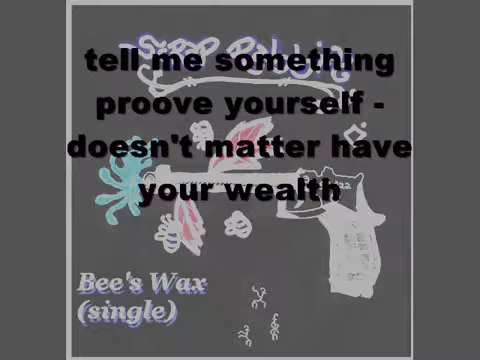 tell me something
proove yourself -
doesn't matter have
your wealth
Bee's Wax
(single)